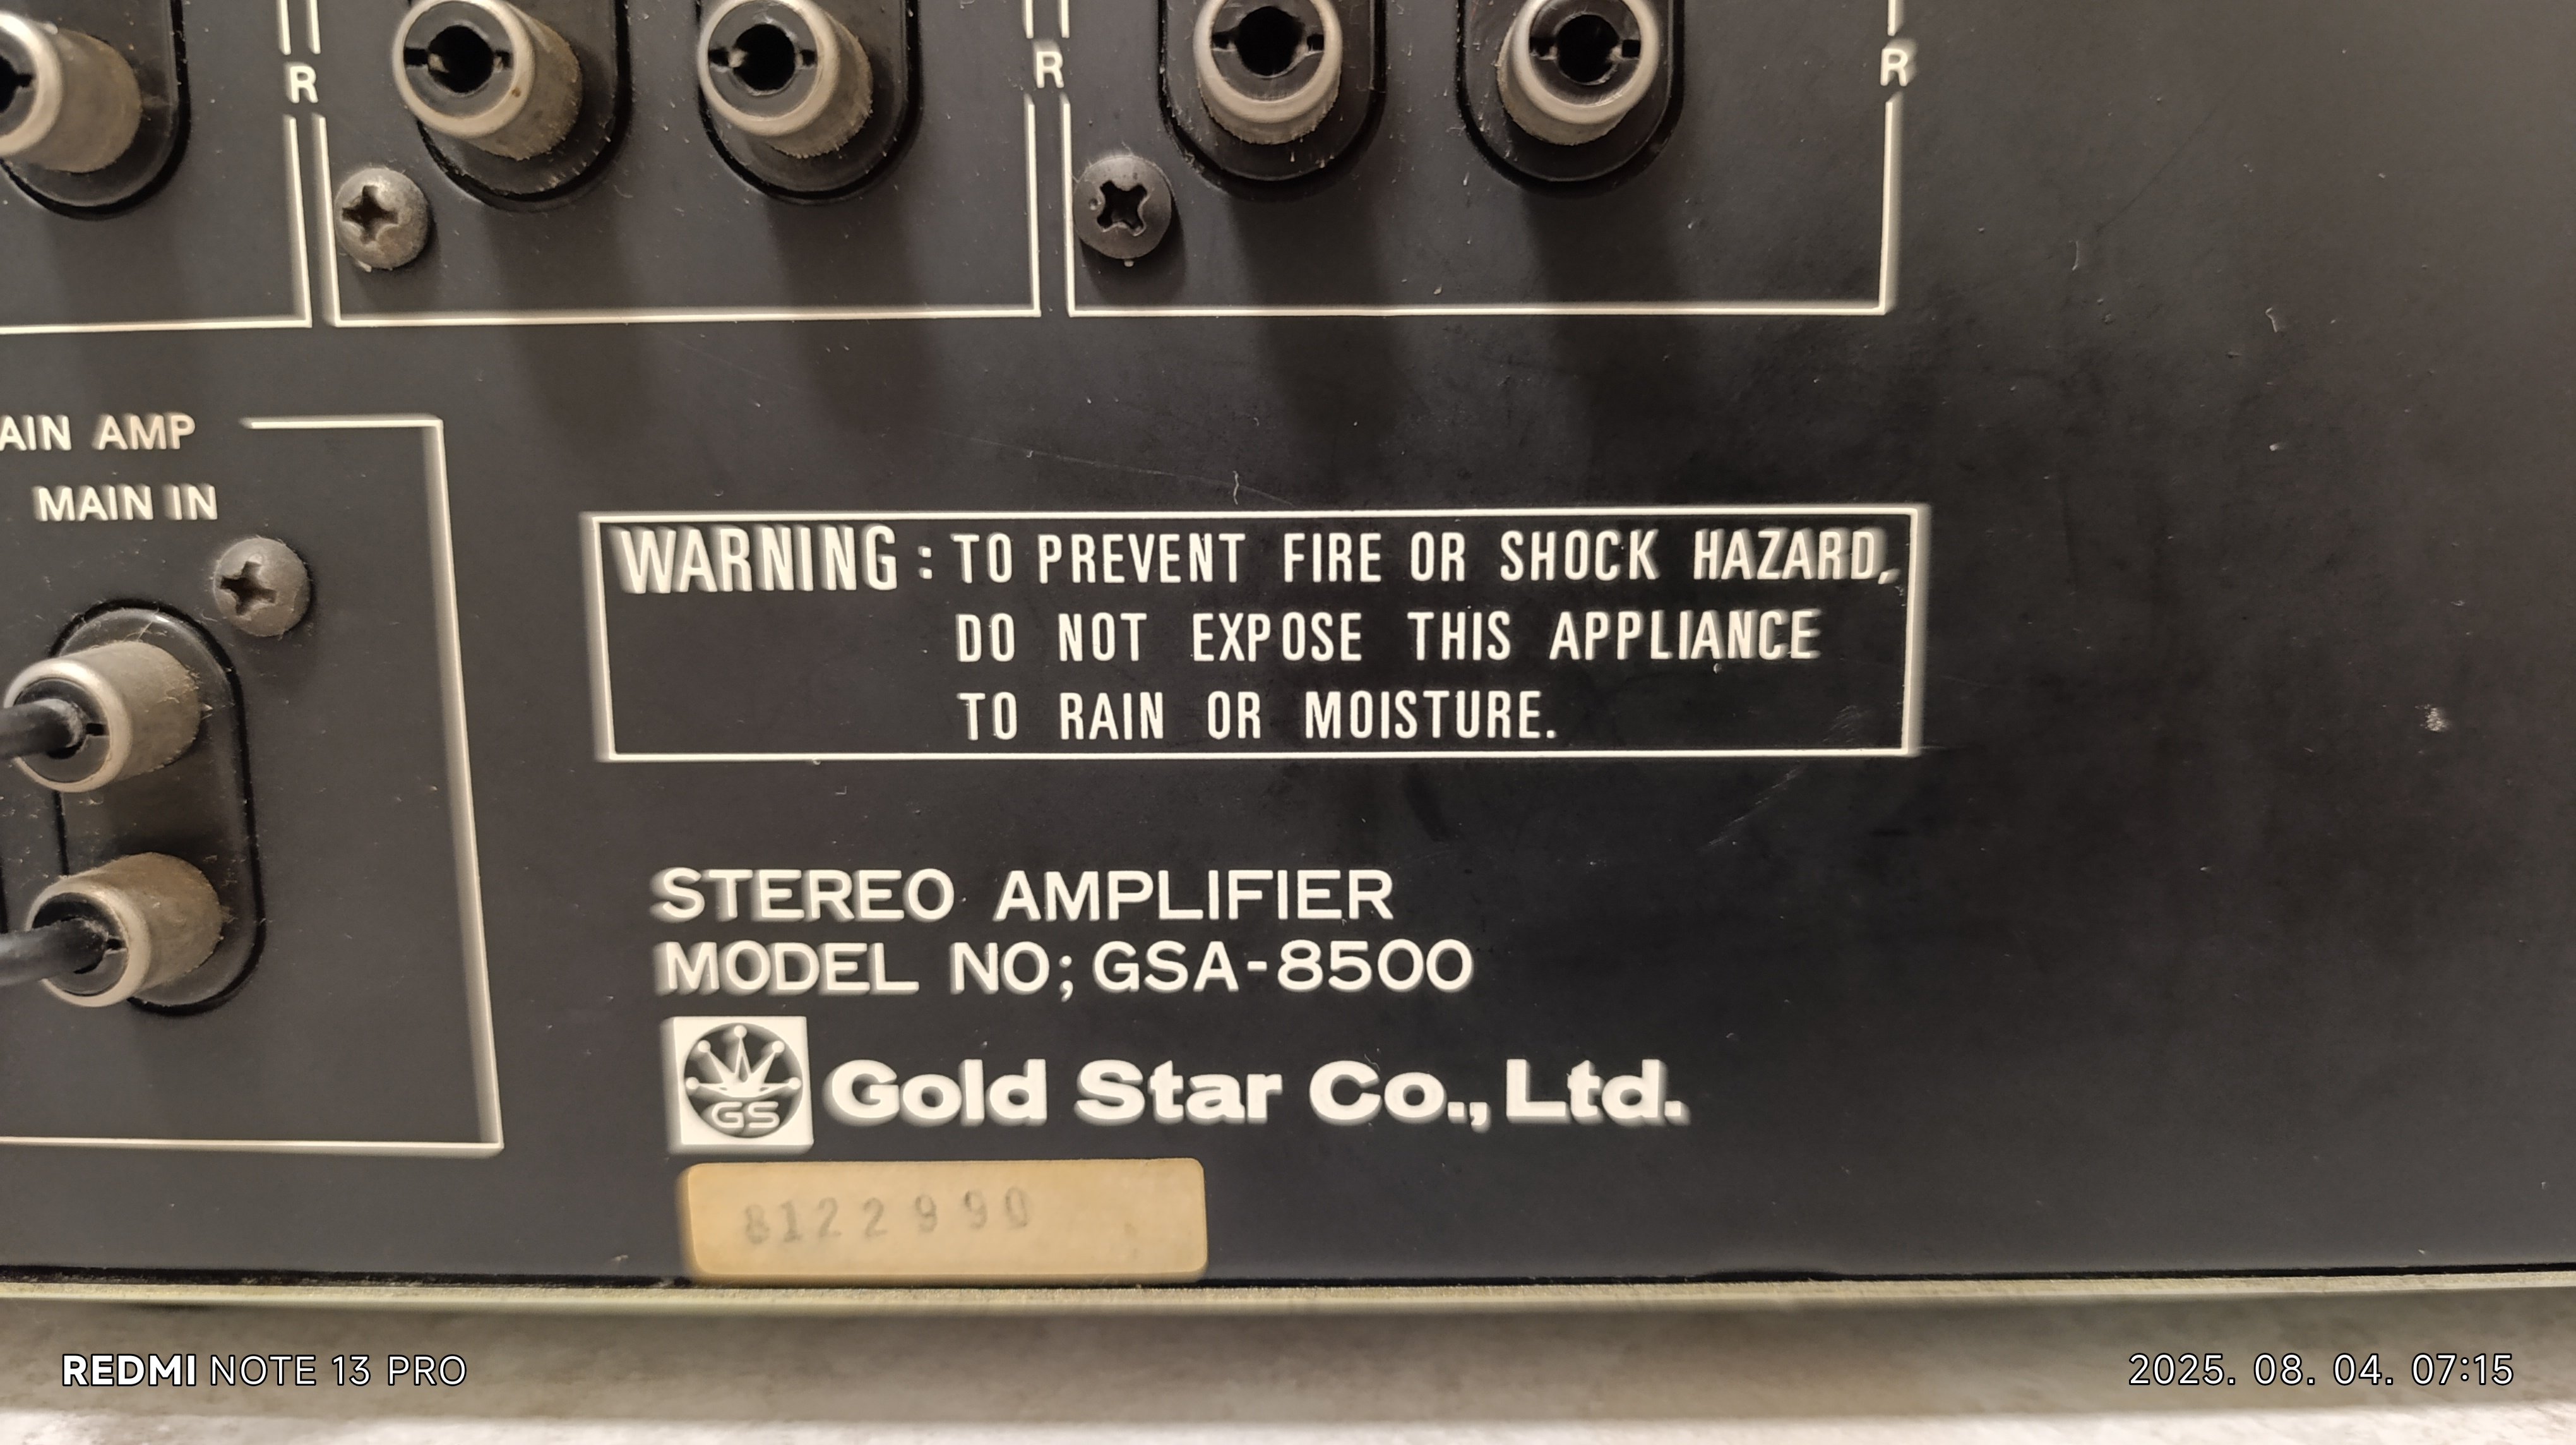 R R R
AIN AMP
MAIN IN
WARNING: TO PREVENT FIRE OR SHOCK HAZARD,
DO NOT EXPOSE THIS APPLIANCE
TO RAIN OR MOISTURE.
STEREO AMPLIFIER
MODEL NO; GSA-8500
GS
Gold Star Co., Ltd.
8122990
REDMI NOTE 13 PRO
2025. 08. 04. 07:15